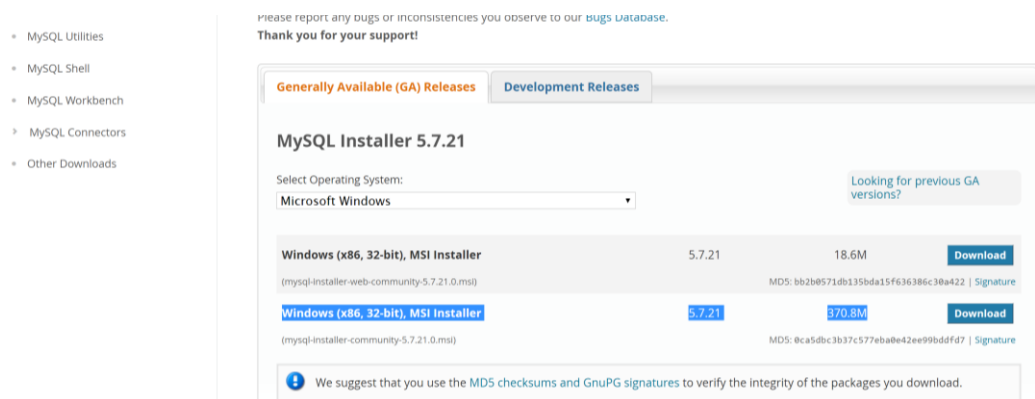 Please report any bugs or inconsistencies you observe to our Bugs Database.
Thank you for your support!
MySQL Utilities
MySQL Shell
MySQL Workbench
MySQL Connectors
Other Downloads
Generally Available (GA) Releases
Development Releases
MySQL Installer 5.7.21
Select Operating System:
Microsoft Windows
Looking for previous GA
versions?
Windows (x86, 32-bit), MSI Installer 5.7.21 18.6M Download
(mysql-installer-web-community-5.7.21.0.msi) MD5: bb2b0571db135bda15f636386c30a422 | Signature
Windows (x86, 32-bit), MSI Installer 5.7.21 370.8M Download
(mysql-installer-community-5.7.21.0.msi) MD5: 0ca5dbc3b37c577eba0e42ee99bddfd7 | Signature
We suggest that you use the MD5 checksums and GnuPG signatures to verify the integrity of the packages you download.